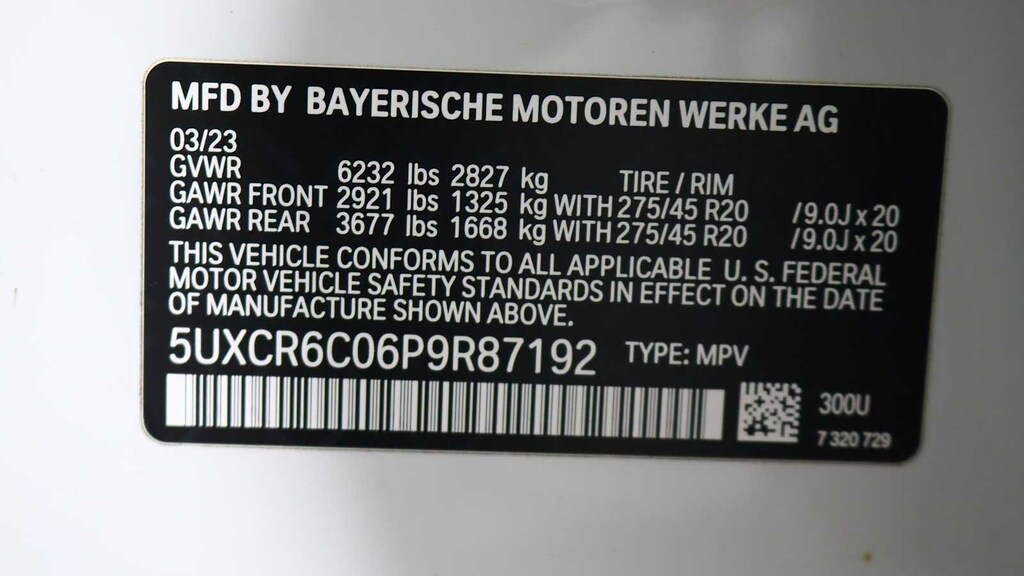 MFD BY BAYERISCHE MOTOREN WERKE AG
03/23
GVWR 6232 lbs 2827 kg TIRE / RIM
GAWR FRONT 2921 lbs 1325 kg WITH 275/45 R20 /9.0J x 20
GAWR REAR 3677 lbs 1668 kg WITH 275/45 R20 /9.0J x 20
THIS VEHICLE CONFORMS TO ALL APPLICABLE U. S. FEDERAL
MOTOR VEHICLE SAFETY STANDARDS IN EFFECT ON THE DATE
OF MANUFACTURE SHOWN ABOVE.
5UXCR6C06P9R87192 TYPE: MPV
300U
7 320 729